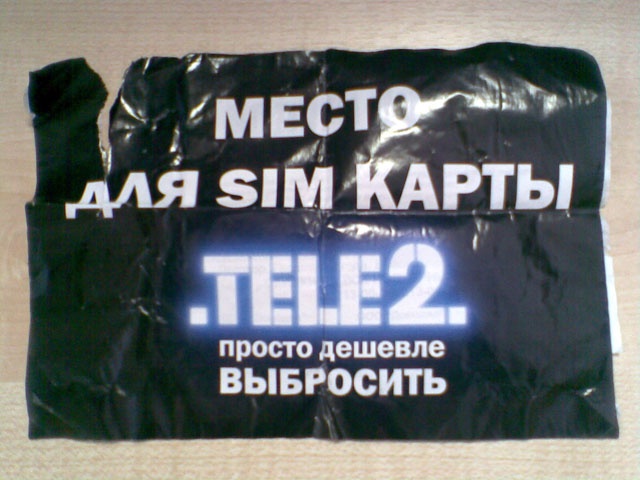 МЕСТО
ДЛЯ SIM КАРТЫ
.TELE2.
просто дешевле
ВЫБРОСИТЬ